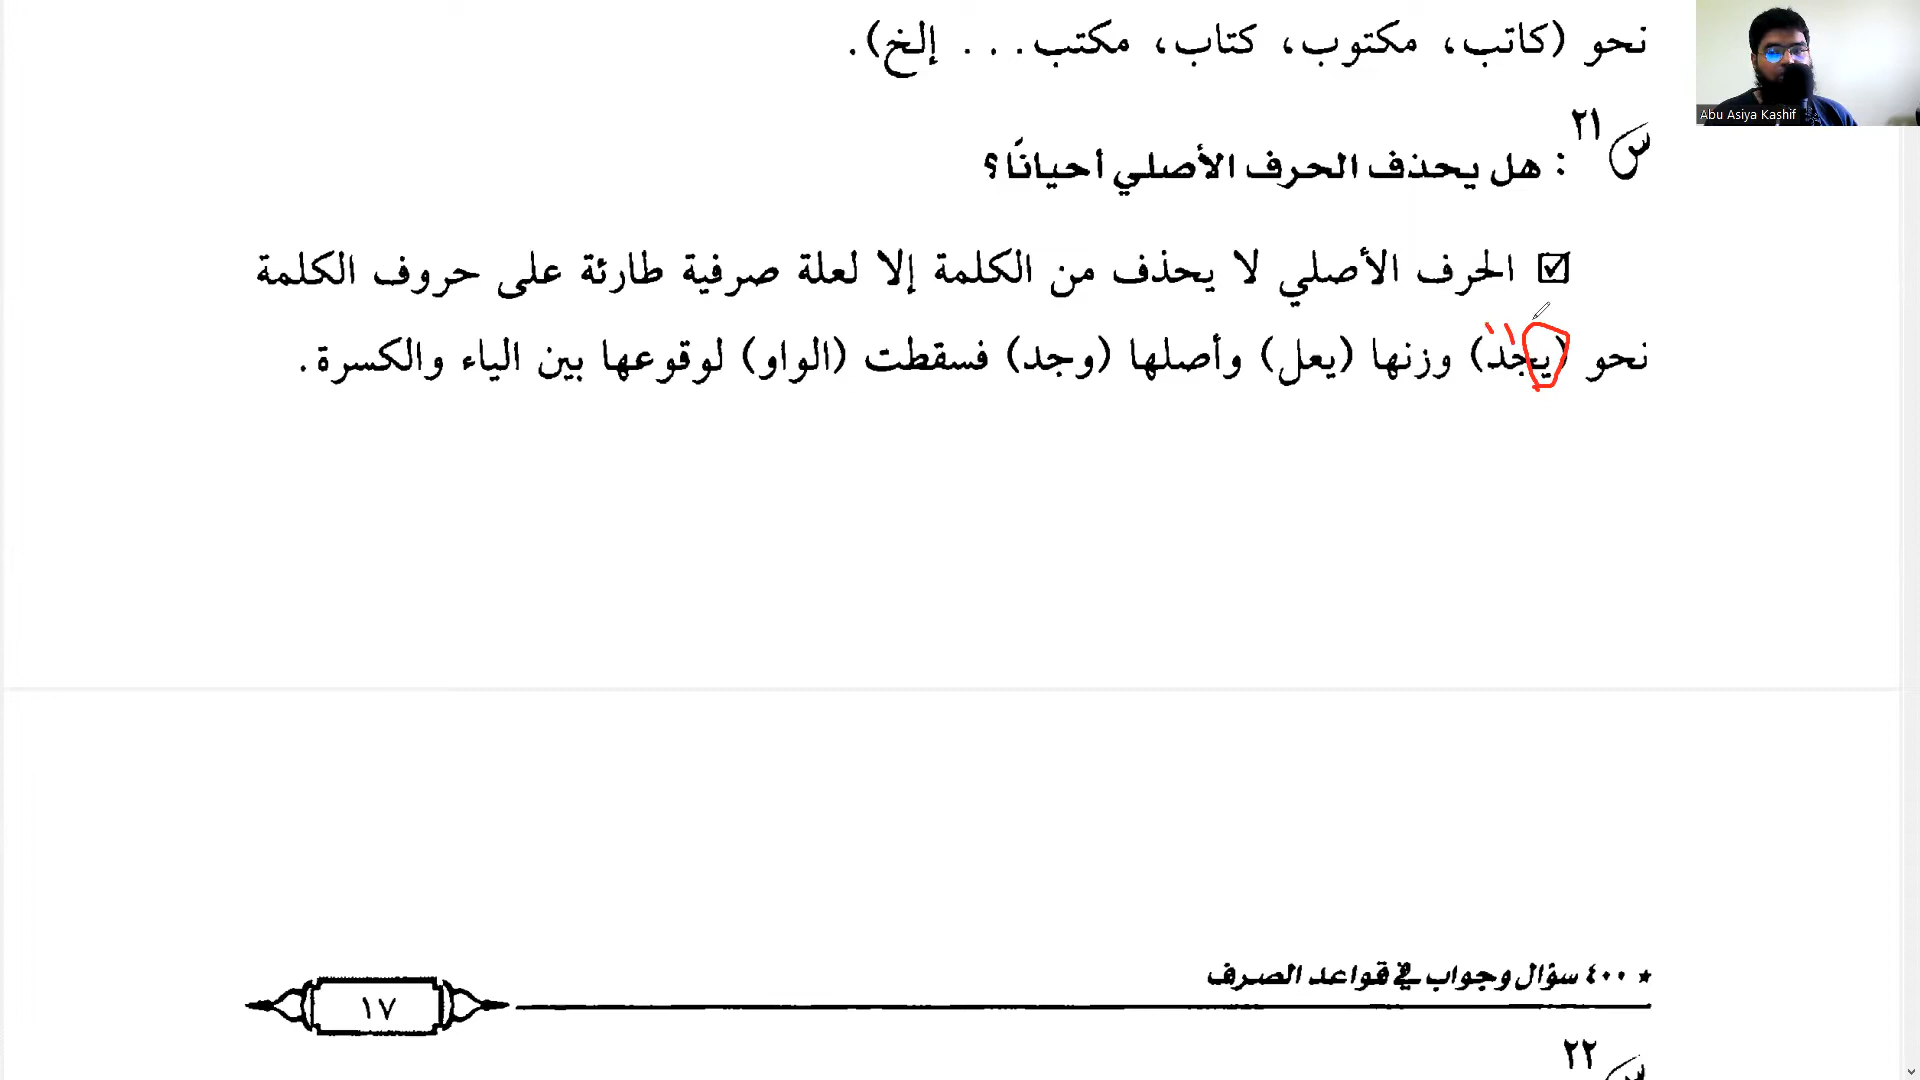 نحو (كاتب، مكتوب، كتاب، مكتب... إلخ).
Abu Asiya Kashif
س٢١: هل يحذف الحرف الأصلي أحيانًا؟
☑ الحرف الأصلي لا يحذف من الكلمة إلا لعلة صرفية طارئة على حروف الكلمة
نحو (يجد) وزنها (يعل) وأصلها (وجد) فسقطت (الواو) لوقوعها بين الياء والكسرة.
* ٤٠٠ سؤال وجواب في قواعد الصرف
١٧
س٢٢